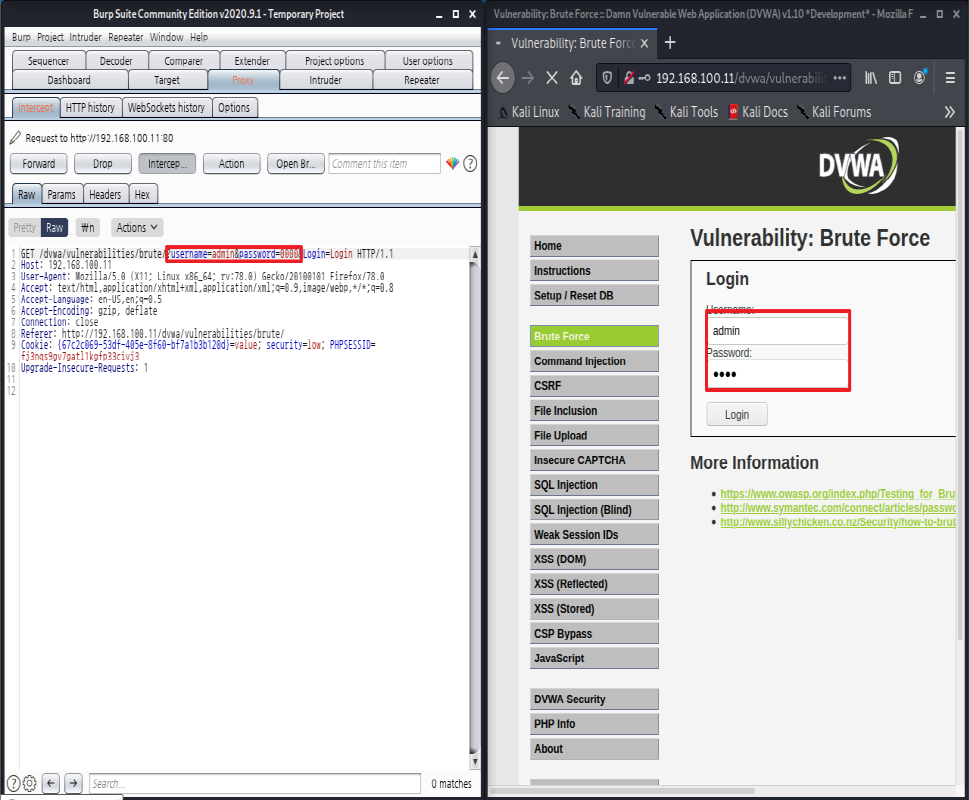 Burp Suite Community Edition v2020.9.1 - Temporary Project
Burp Project Intruder Repeater Window Help
Sequencer Decoder Comparer Extender Project options User options
Dashboard Target Proxy Intruder Repeater
Intercept HTTP history WebSockets history Options
Request to http://192.168.100.11:80
Forward Drop Intercep... Action Open Br... Comment this item
Raw Params Headers Hex
Pretty Raw \n Actions
1 GET /dvwa/vulnerabilities/brute/?username=admin&password=0000&Login=Login HTTP/1.1
2 Host: 192.168.100.11
3 User-Agent: Mozilla/5.0 (X11; Linux x86_64; rv:78.0) Gecko/20100101 Firefox/78.0
4 Accept: text/html,application/xhtml+xml,application/xml;q=0.9,image/webp,*/*;q=0.8
5 Accept-Language: en-US,en;q=0.5
6 Accept-Encoding: gzip, deflate
7 Connection: close
8 Referer: http://192.168.100.11/dvwa/vulnerabilities/brute/
9 Cookie: {67c2c069-53df-405e-8f60-bf7a1b3b120d}=value; security=low; PHPSESSID=
fj3nqs9gv7gatl1kgfp33civj3
10 Upgrade-Insecure-Requests: 1
11
12
Search... 0 matches
Vulnerability: Brute Force :: Damn Vulnerable Web Application (DVWA) v1.10 *Development* - Mozilla F
Vulnerability: Brute Forc
192.168.100.11/dvwa/vulnerabili
Kali Linux Kali Training Kali Tools Kali Docs Kali Forums
DVWA
Home
Instructions
Setup / Reset DB
Brute Force
Command Injection
CSRF
File Inclusion
File Upload
Insecure CAPTCHA
SQL Injection
SQL Injection (Blind)
Weak Session IDs
XSS (DOM)
XSS (Reflected)
XSS (Stored)
CSP Bypass
JavaScript
DVWA Security
PHP Info
About
Vulnerability: Brute Force
Login
Username:
admin
Password:
••••
Login
More Information
https://www.owasp.org/index.php/Testing_for_Bru
http://www.symantec.com/connect/articles/passwo
http://www.sillychicken.co.nz/Security/how-to-brut